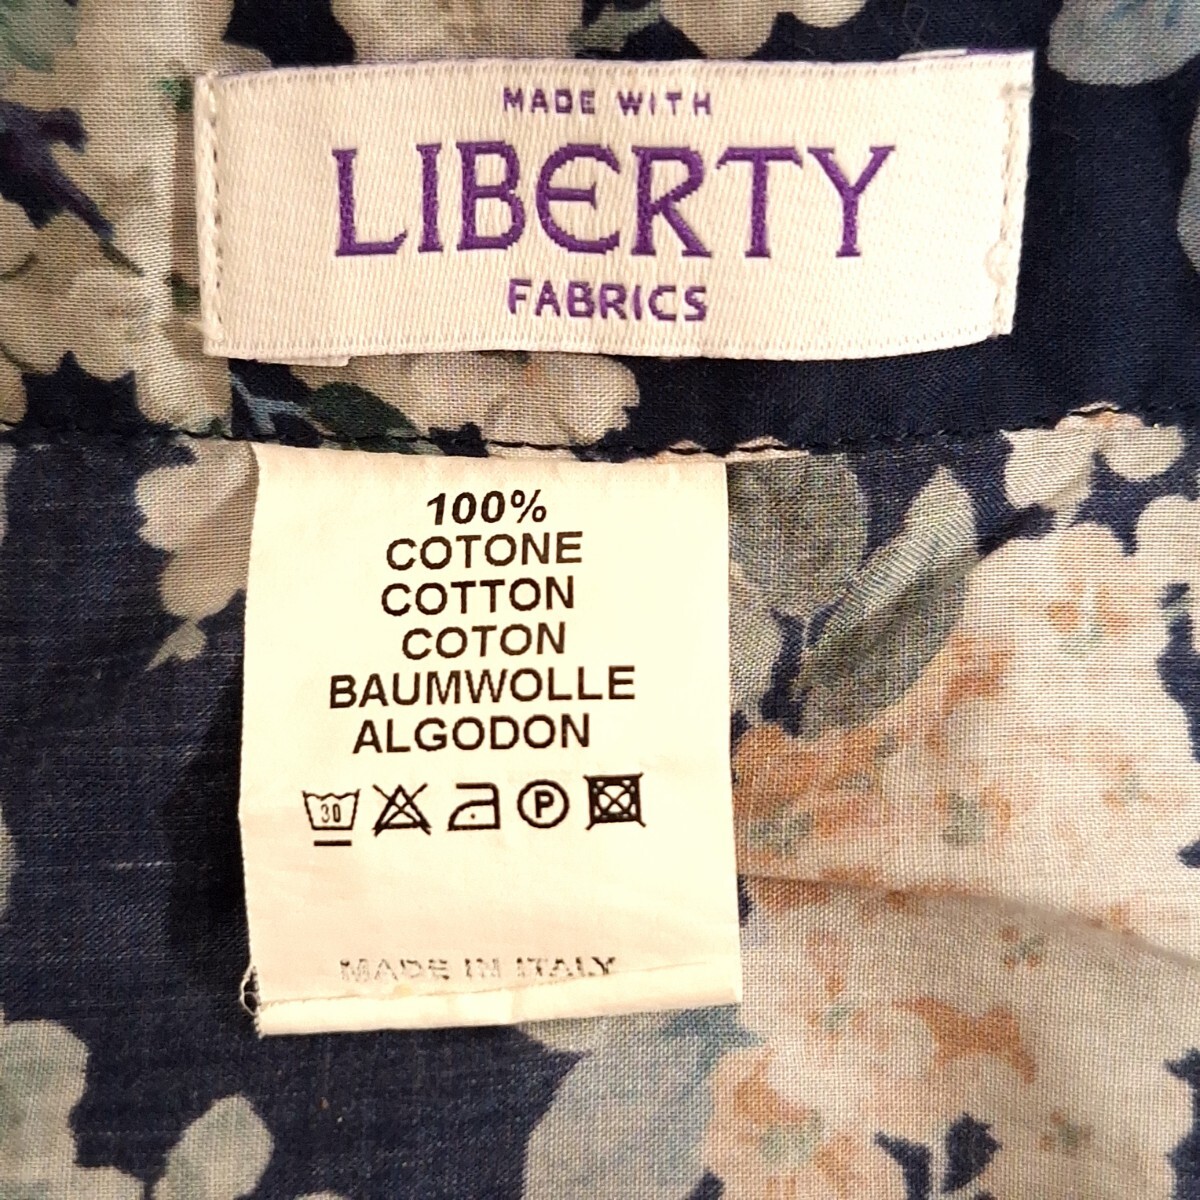 MADE WITH
LIBERTY
FABRICS
100%
COTONE
COTTON
COTON
BAUMWOLLE
ALGODON
30 P
MADE IN ITALY